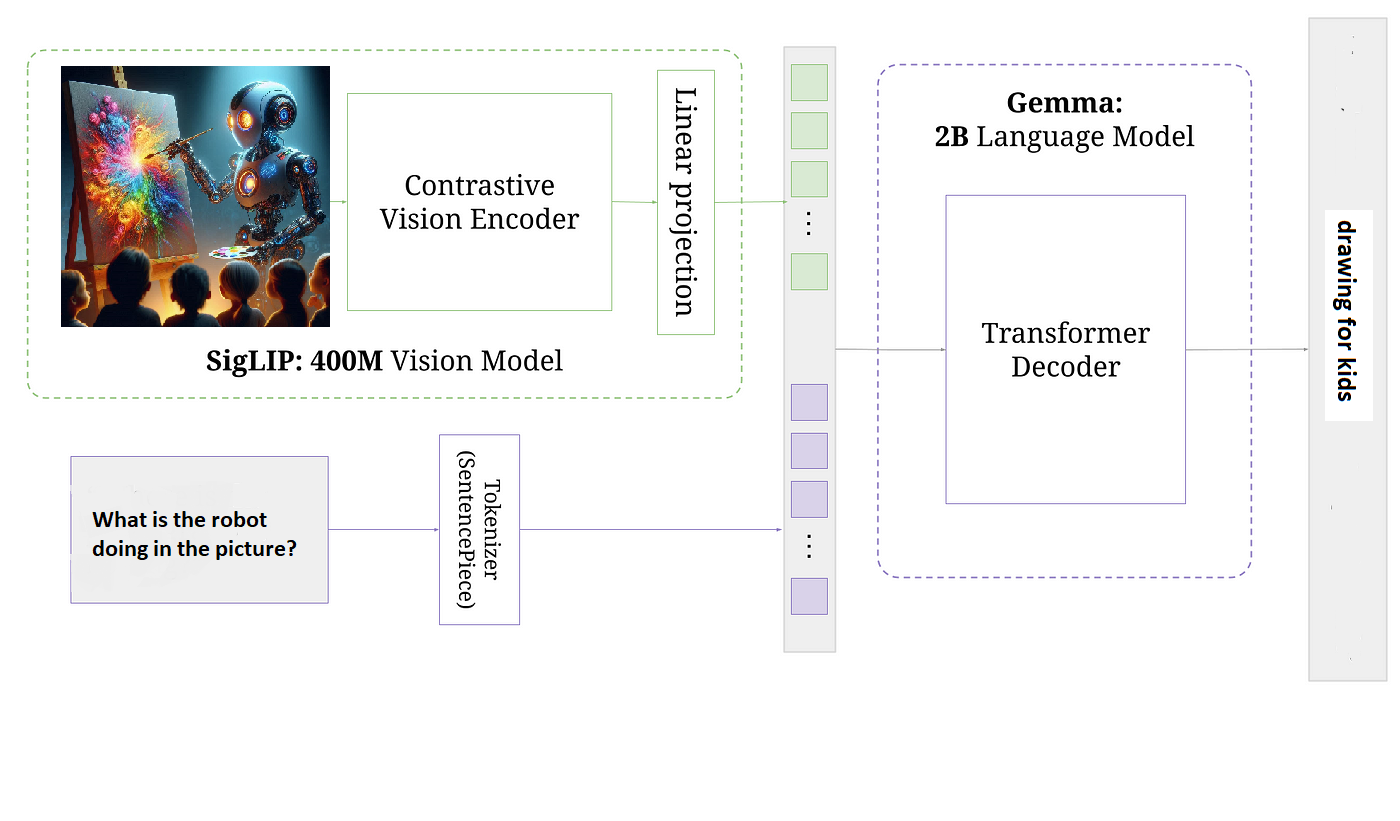 Contrastive
Vision Encoder
Linear projection
SigLIP: 400M Vision Model
What is the robot
doing in the picture?
Tokenizer
(SentencePiece)
Gemma:
2B Language Model
Transformer
Decoder
drawing for kids